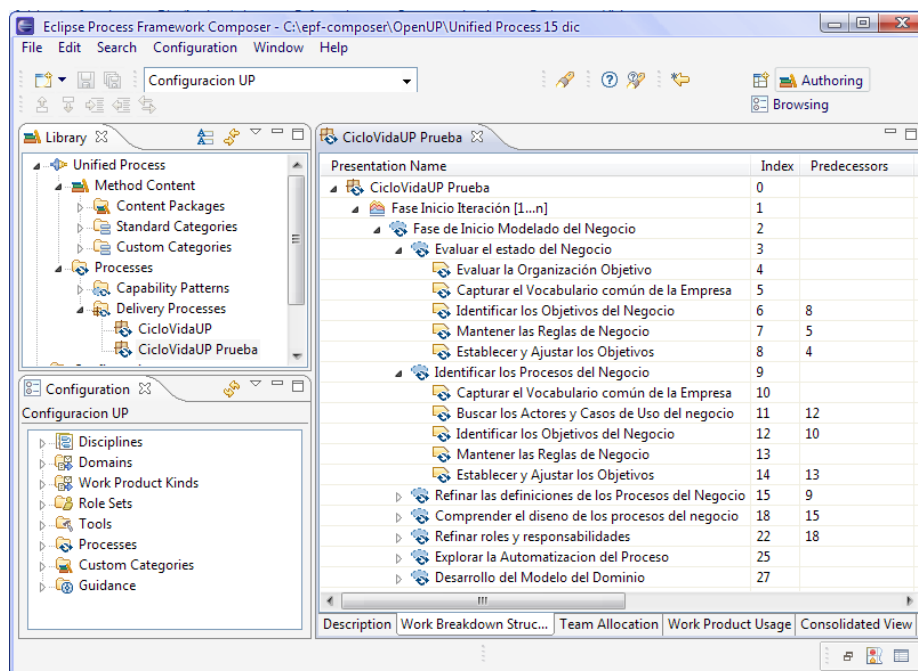 Eclipse Process Framework Composer - C:\epf-composer\OpenUP\Unified Process 15 dic
File Edit Search Configuration Window Help
Configuracion UP
Authoring
Browsing
Library
Unified Process
Method Content
Content Packages
Standard Categories
Custom Categories
Processes
Capability Patterns
Delivery Processes
CicloVidaUP
CicloVidaUP Prueba
Configuration
Configuracion UP
Disciplines
Domains
Work Product Kinds
Role Sets
Tools
Processes
Custom Categories
Guidance
CicloVidaUP Prueba
Presentation Name Index Predecessors
CicloVidaUP Prueba 0
Fase Inicio Iteración [1...n] 1
Fase de Inicio Modelado del Negocio 2
Evaluar el estado del Negocio 3
Evaluar la Organización Objetivo 4
Capturar el Vocabulario común de la Empresa 5
Identificar los Objetivos del Negocio 6 8
Mantener las Reglas de Negocio 7 5
Establecer y Ajustar los Objetivos 8 4
Identificar los Procesos del Negocio 9
Capturar el Vocabulario común de la Empresa 10
Buscar los Actores y Casos de Uso del negocio 11 12
Identificar los Objetivos del Negocio 12 10
Mantener las Reglas de Negocio 13
Establecer y Ajustar los Objetivos 14 13
Refinar las definiciones de los Procesos del Negocio 15 9
Comprender el diseno de los procesos del negocio 18 15
Refinar roles y responsabilidades 22 18
Explorar la Automatizacion del Proceso 25
Desarrollo del Modelo del Dominio 27
Description Work Breakdown Struc... Team Allocation Work Product Usage Consolidated View